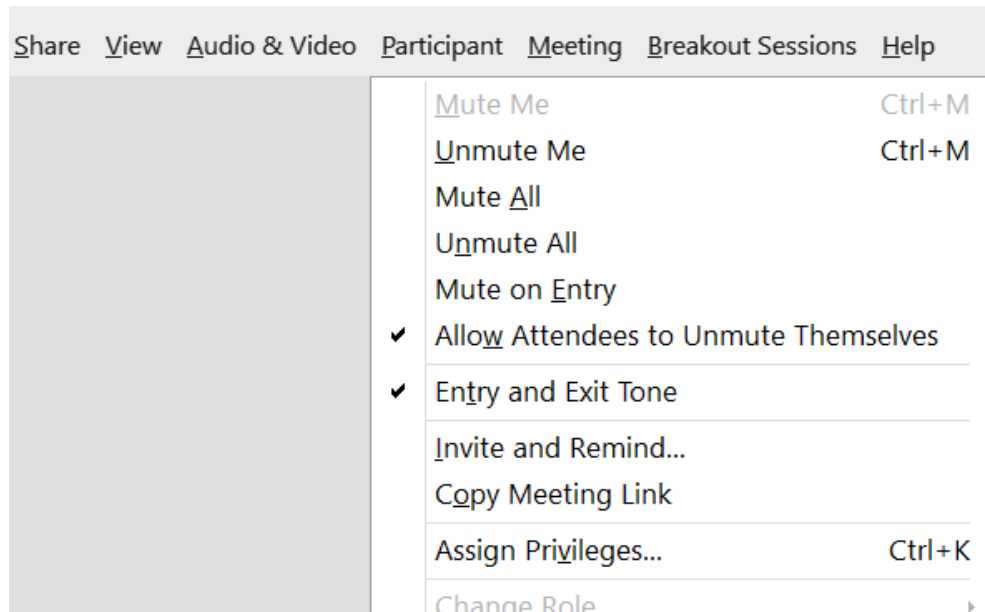 Share View Audio & Video Participant Meeting Breakout Sessions Help
Mute Me Ctrl+M
Unmute Me Ctrl+M
Mute All
Unmute All
Mute on Entry
Allow Attendees to Unmute Themselves
Entry and Exit Tone
Invite and Remind...
Copy Meeting Link
Assign Privileges... Ctrl+K
Change Role